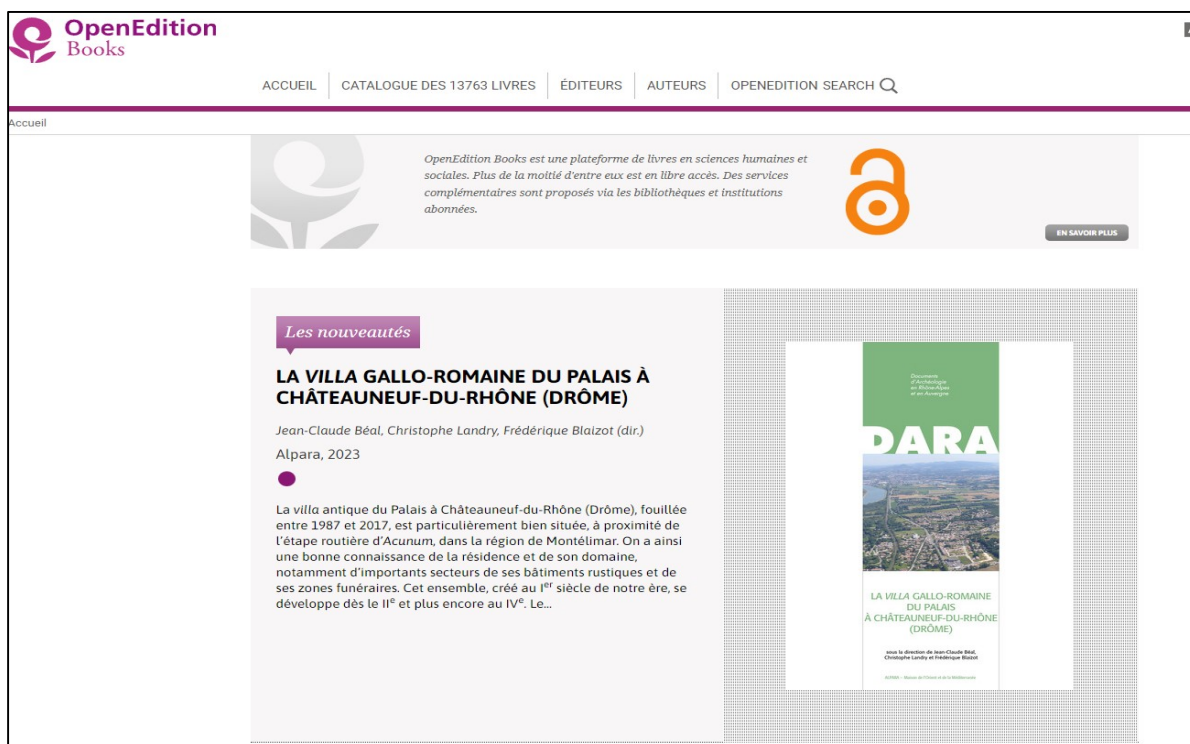 OpenEdition
Books
ACCUEIL CATALOGUE DES 13763 LIVRES ÉDITEURS AUTEURS OPENEDITION SEARCH
Accueil
OpenEdition Books est une plateforme de livres en sciences humaines et
sociales. Plus de la moitié d'entre eux est en libre accès. Des services
complémentaires sont proposés via les bibliothèques et institutions
abonnées.
EN SAVOIR PLUS
Les nouveautés
LA VILLA GALLO-ROMAINE DU PALAIS À
CHÂTEAUNEUF-DU-RHÔNE (DRÔME)
Jean-Claude Béal, Christophe Landry, Frédérique Blaizot (dir.)
Alpara, 2023
La villa antique du Palais à Châteauneuf-du-Rhône (Drôme), fouillée
entre 1987 et 2017, est particulièrement bien située, à proximité de
l'étape routière d'Acunum, dans la région de Montélimar. On a ainsi
une bonne connaissance de la résidence et de son domaine,
notamment d'importants secteurs de ses bâtiments rustiques et de
ses zones funéraires. Cet ensemble, créé au Ier siècle de notre ère, se
développe dès le IIe et plus encore au IVe. Le...
Documents
d'Archéologie
en Rhône-Alpes
et en Auvergne
DARA
LA VILLA GALLO-ROMAINE
DU PALAIS
À CHÂTEAUNEUF-DU-RHÔNE
(DRÔME)
sous la direction de Jean-Claude Béal,
Christophe Landry et Frédérique Blaizot
ALPARA – Maison de l'Orient et de la Méditerranée